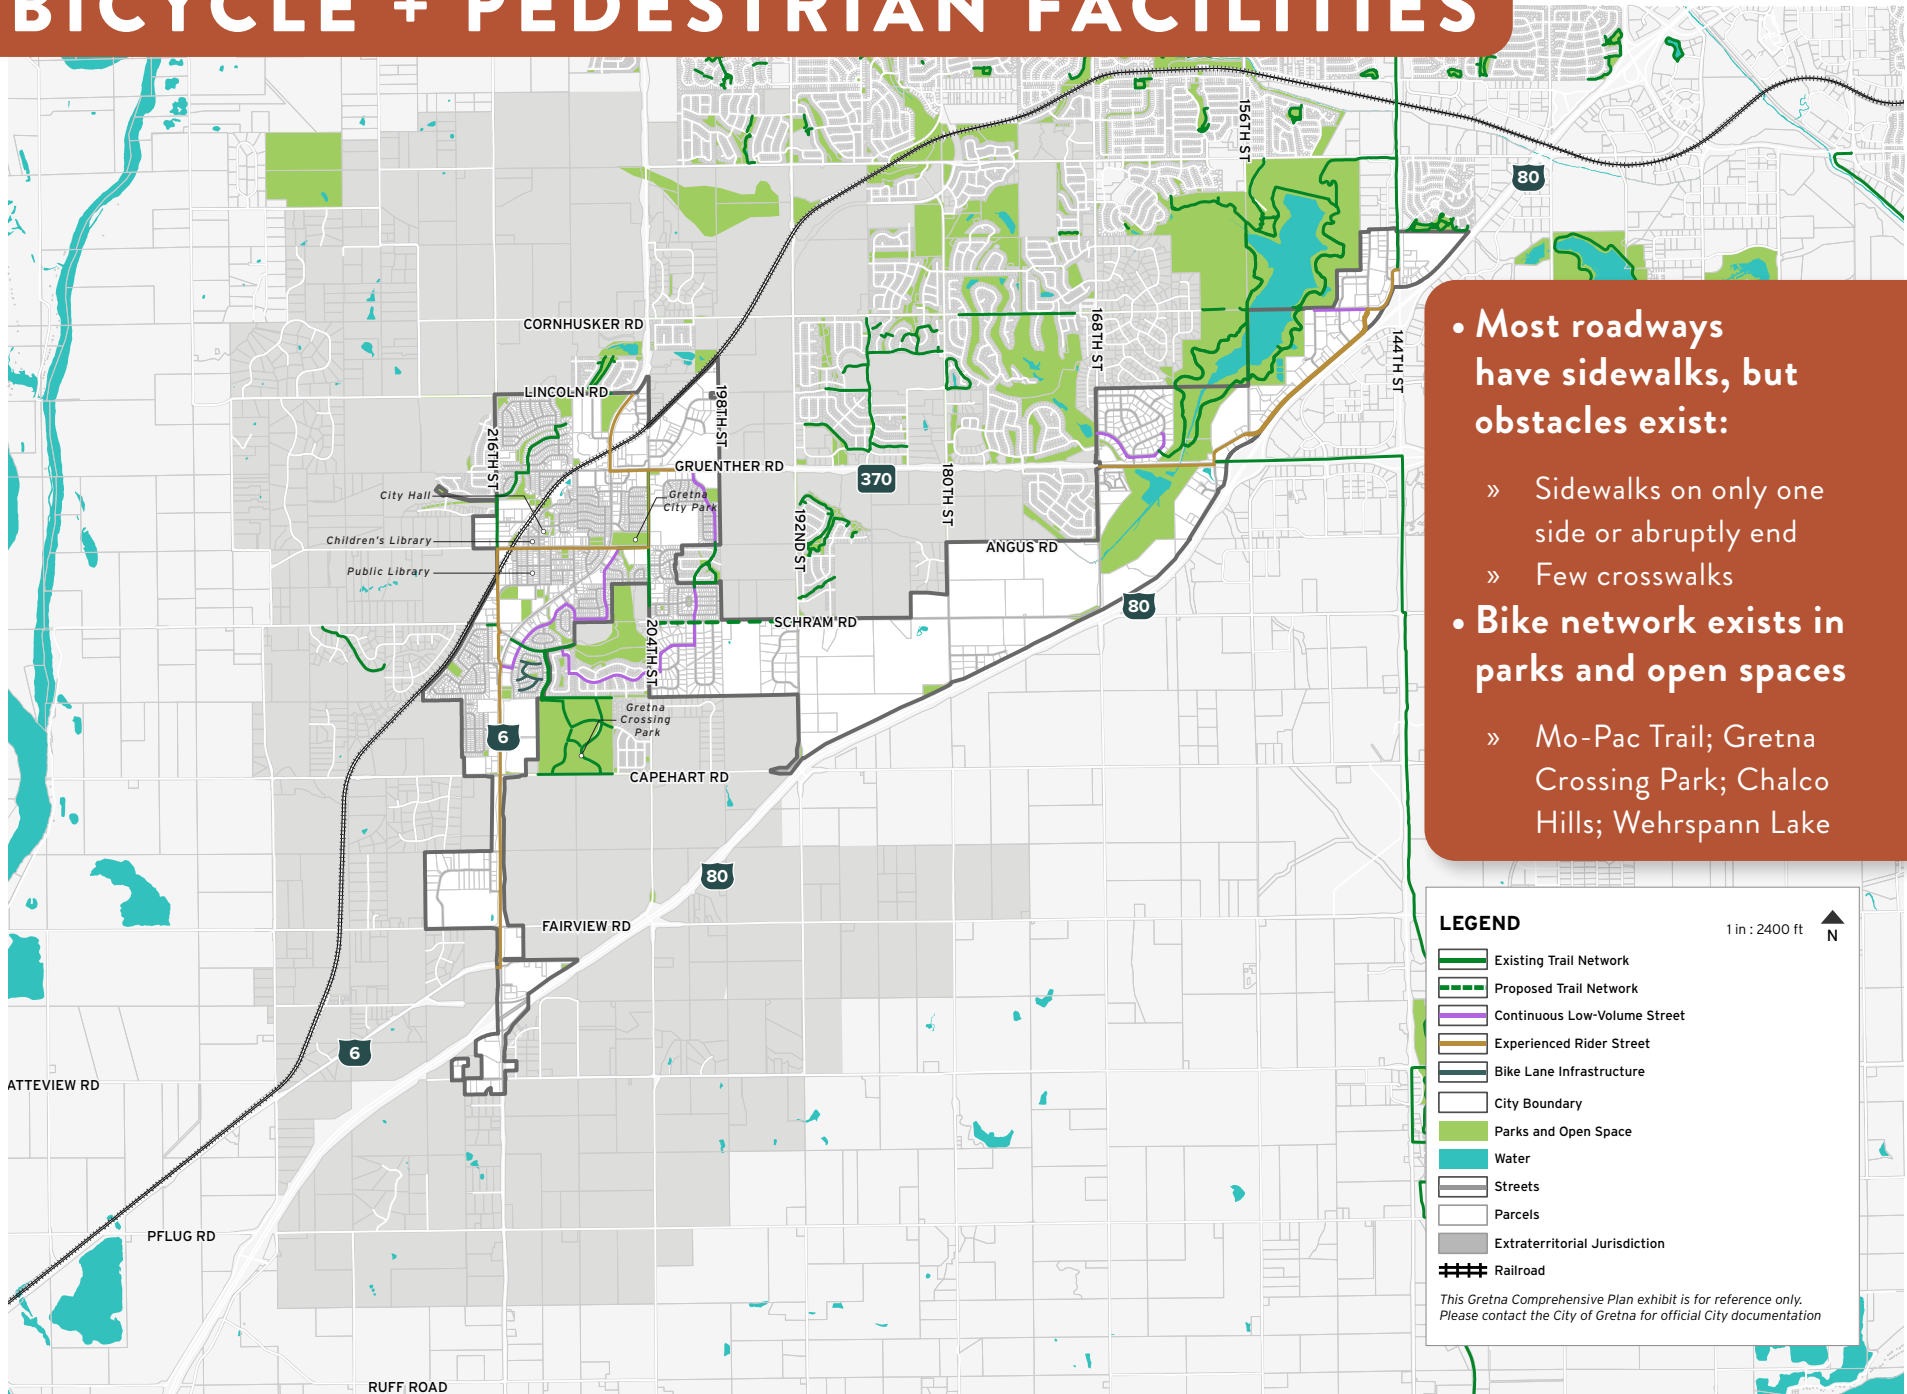 BICYCLE + PEDESTRIAN FACILITIES
156TH ST
80
CORNHUSKER RD
168TH ST
144TH ST
LINCOLN RD
198TH ST
216TH ST
GRUENTHER RD
370
180TH ST
City Hall
Gretna
City Park
192ND ST
Children's Library
ANGUS RD
Public Library
80
SCHRAM RD
204TH ST
Gretna
Crossing
Park
6
CAPEHART RD
80
FAIRVIEW RD
6
ATTEVIEW RD
PFLUG RD
RUFF ROAD
• Most roadways
have sidewalks, but
obstacles exist:
» Sidewalks on only one
side or abruptly end
» Few crosswalks
• Bike network exists in
parks and open spaces
» Mo-Pac Trail; Gretna
Crossing Park; Chalco
Hills; Wehrspann Lake
LEGEND
1 in : 2400 ft
N
Existing Trail Network
Proposed Trail Network
Continuous Low-Volume Street
Experienced Rider Street
Bike Lane Infrastructure
City Boundary
Parks and Open Space
Water
Streets
Parcels
Extraterritorial Jurisdiction
Railroad
This Gretna Comprehensive Plan exhibit is for reference only.
Please contact the City of Gretna for official City documentation